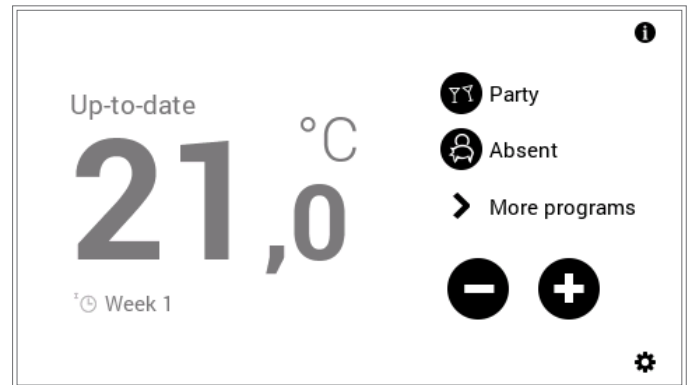 Up-to-date
21,0 °C
Week 1
Party
Absent
More programs